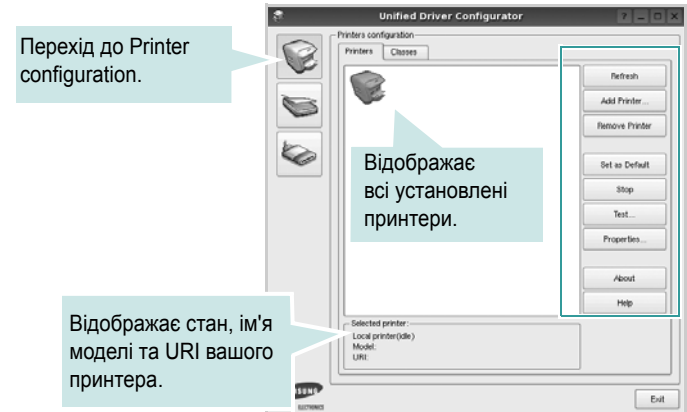 Unified Driver Configurator
Перехід до Printer
configuration.
Printers configuration
Printers Classes
Refresh
Add Printer...
Remove Printer
Set as Default
Stop
Test...
Properties...
About
Help
Відображає
всі установлені
принтери.
Відображає стан, ім'я
моделі та URI вашого
принтера.
Selected printer:
Local printer(idle)
Model:
URI:
ELECTRONICS
Exit